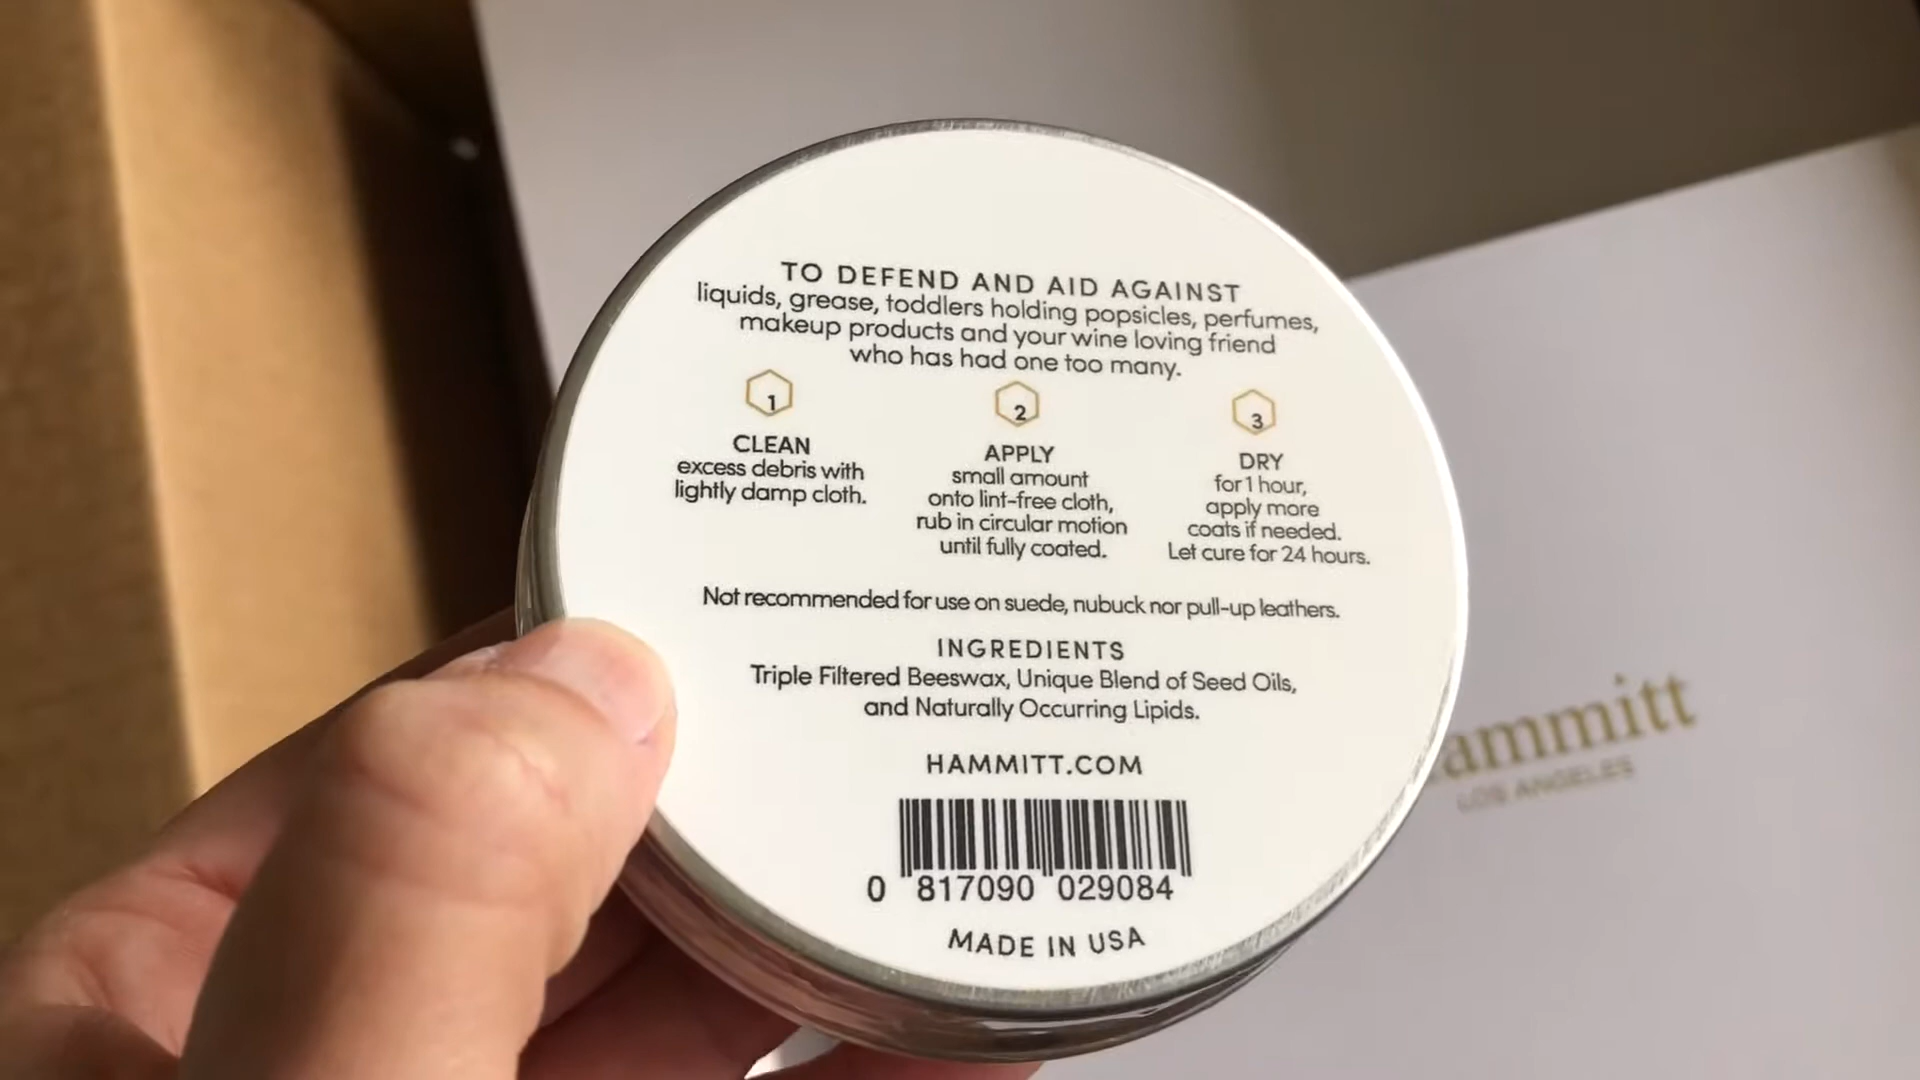 TO DEFEND AND AID AGAINST
liquids, grease, toddlers holding popsicles, perfumes,
makeup products and your wine loving friend
who has had one too many.
1
CLEAN
excess debris with
lightly damp cloth.
2
APPLY
small amount
onto lint-free cloth,
rub in circular motion
until fully coated.
3
DRY
for 1 hour,
apply more
coats if needed.
Let cure for 24 hours.
Not recommended for use on suede, nubuck nor pull-up leathers.
INGREDIENTS
Triple Filtered Beeswax, Unique Blend of Seed Oils,
and Naturally Occurring Lipids.
HAMMITT.COM
0 817090 029084
MADE IN USA
ammitt
LOS ANGELES